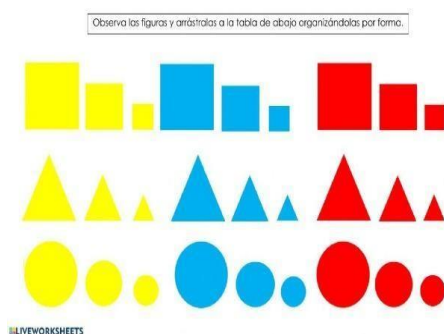 Observa las figuras y arrástralas a la tabla de abajo organizándolas por forma.
LIVEWORKSHEETS